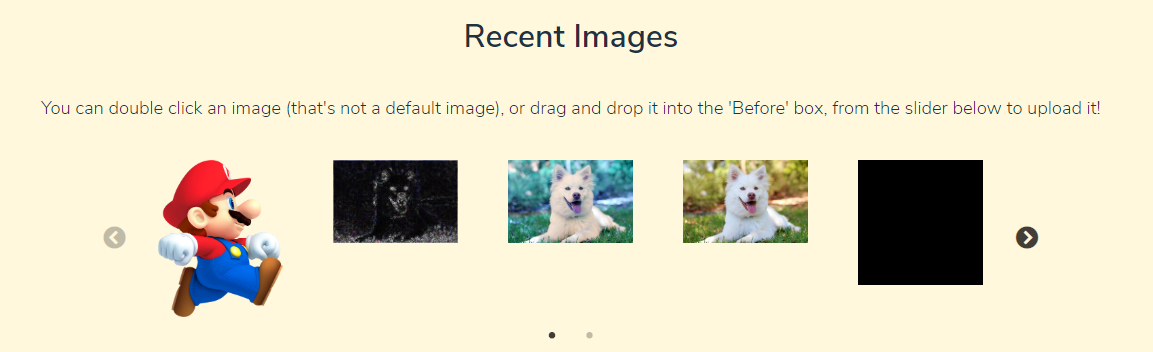 Recent Images
You can double click an image (that's not a default image), or drag and drop it into the 'Before' box, from the slider below to upload it!